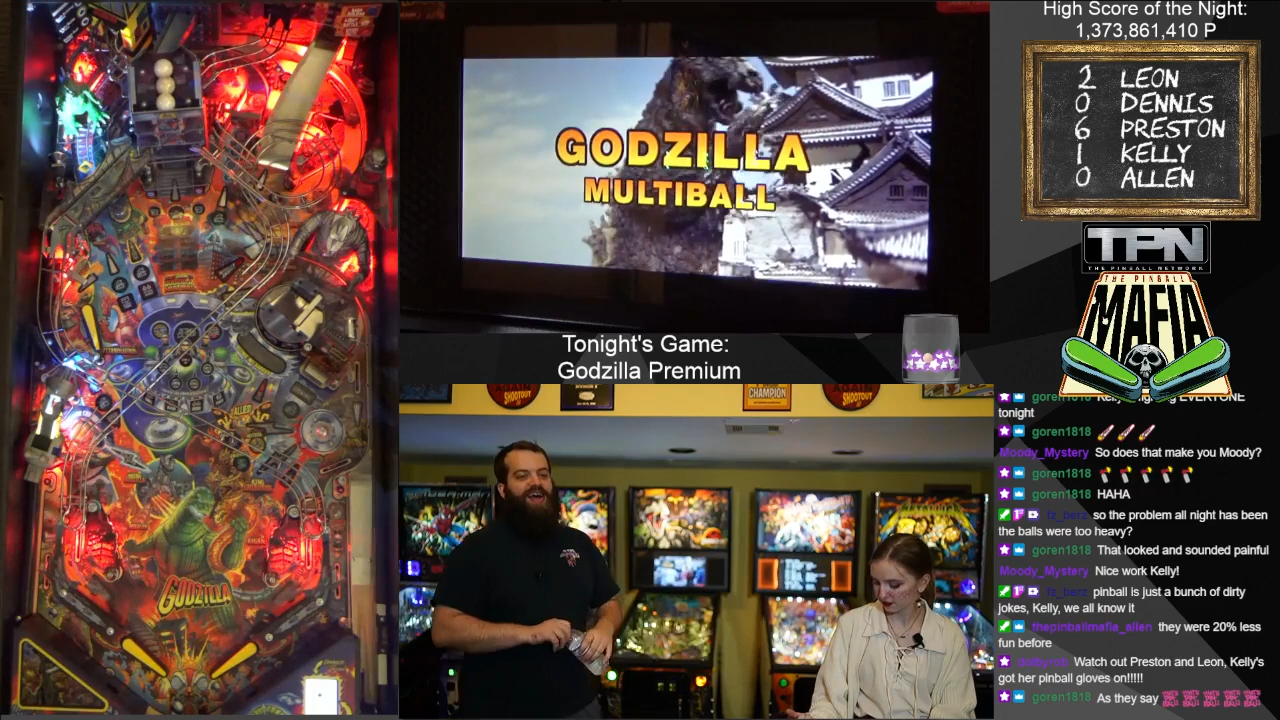 High Score of the Night:
1,373,861,410 P
2 LEON
0 DENNIS
6 PRESTON
1 KELLY
0 ALLEN
TPN
THE PINBALL NETWORK
THE PINBALL
MAFIA
GODZILLA
MULTIBALL
Tonight's Game:
Godzilla Premium
SHOOTOUT
CHAMPION
SHOOTOUT
ALLIED
GODZILLA
EVERYONE
tonight
goren1818
Moody_Mystery So does that make you Moody?
goren1818
goren1818 HAHA
fz_berz so the problem all night has been
the balls were too heavy?
goren1818 That looked and sounded painful
Moody_Mystery Nice work Kelly!
fz_berz pinball is just a bunch of dirty
jokes, Kelly, we all know it
thepinballmafia_allen they were 20% less
fun before
Watch out Preston and Leon, Kelly's
got her pinball gloves on!!!!!
goren1818 As they say